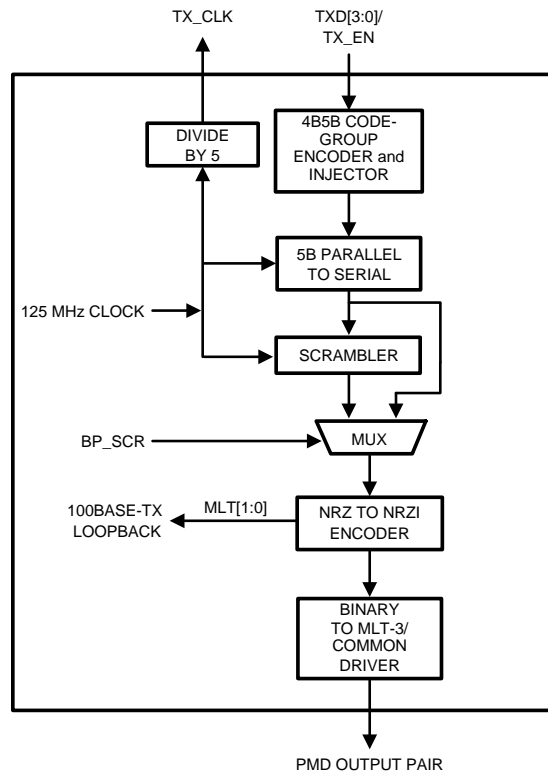 TX_CLK
TXD[3:0]/
TX_EN
DIVIDE
BY 5
4B5B CODE-
GROUP
ENCODER and
INJECTOR
5B PARALLEL
TO SERIAL
125 MHz CLOCK
SCRAMBLER
BP_SCR
MUX
100BASE-TX
LOOPBACK
MLT[1:0]
NRZ TO NRZI
ENCODER
BINARY
TO MLT-3/
COMMON
DRIVER
PMD OUTPUT PAIR